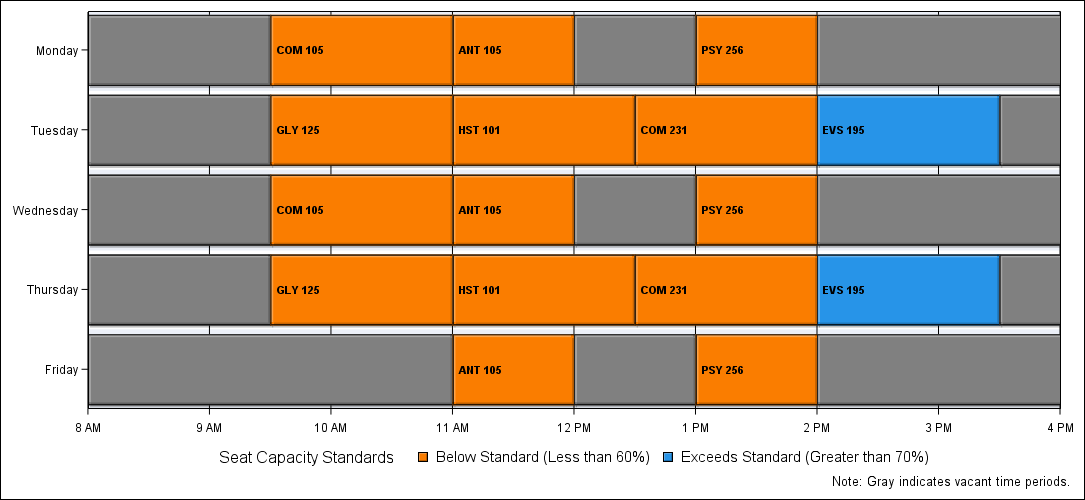 Monday COM 105 ANT 105 PSY 256
Tuesday GLY 125 HST 101 COM 231 EVS 195
Wednesday COM 105 ANT 105 PSY 256
Thursday GLY 125 HST 101 COM 231 EVS 195
Friday ANT 105 PSY 256
8 AM 9 AM 10 AM 11 AM 12 PM 1 PM 2 PM 3 PM 4 PM
Seat Capacity Standards Below Standard (Less than 60%) Exceeds Standard (Greater than 70%)
Note: Gray indicates vacant time periods.